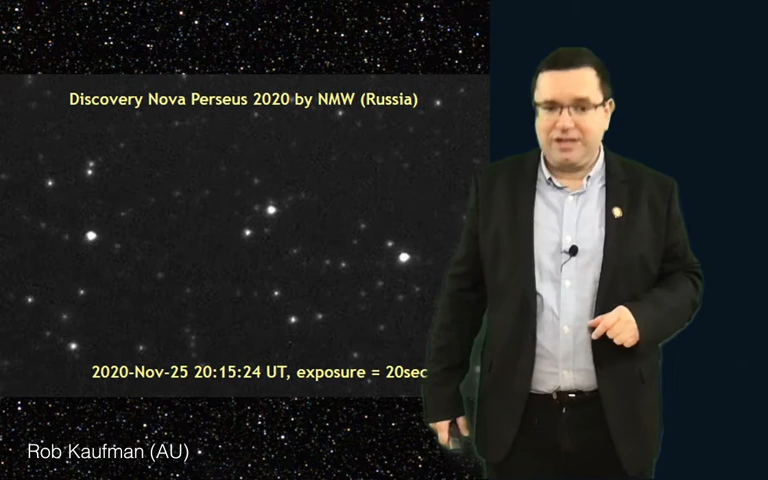 Discovery Nova Perseus 2020 by NMW (Russia)
2020-Nov-25 20:15:24 UT, exposure = 20sec
Rob Kaufman (AU)